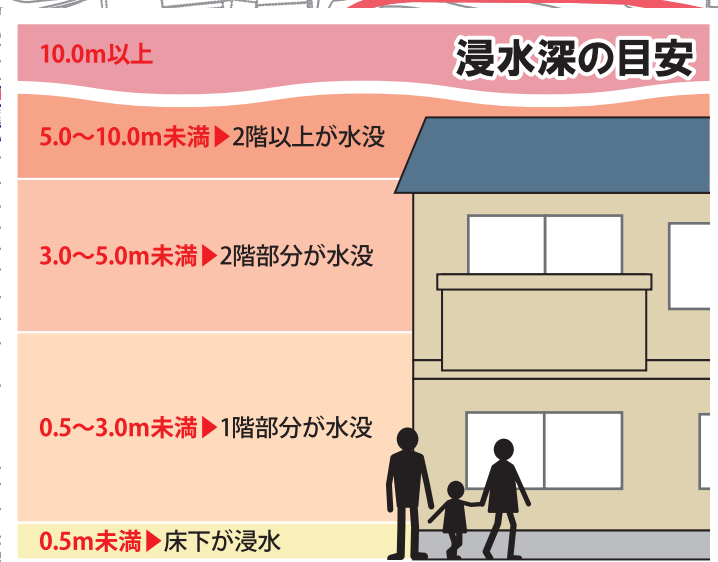 浸水深の目安
10.0m以上
5.0〜10.0m未満▶2階以上が水没
3.0〜5.0m未満▶2階部分が水没
0.5〜3.0m未満▶1階部分が水没
0.5m未満▶床下が浸水